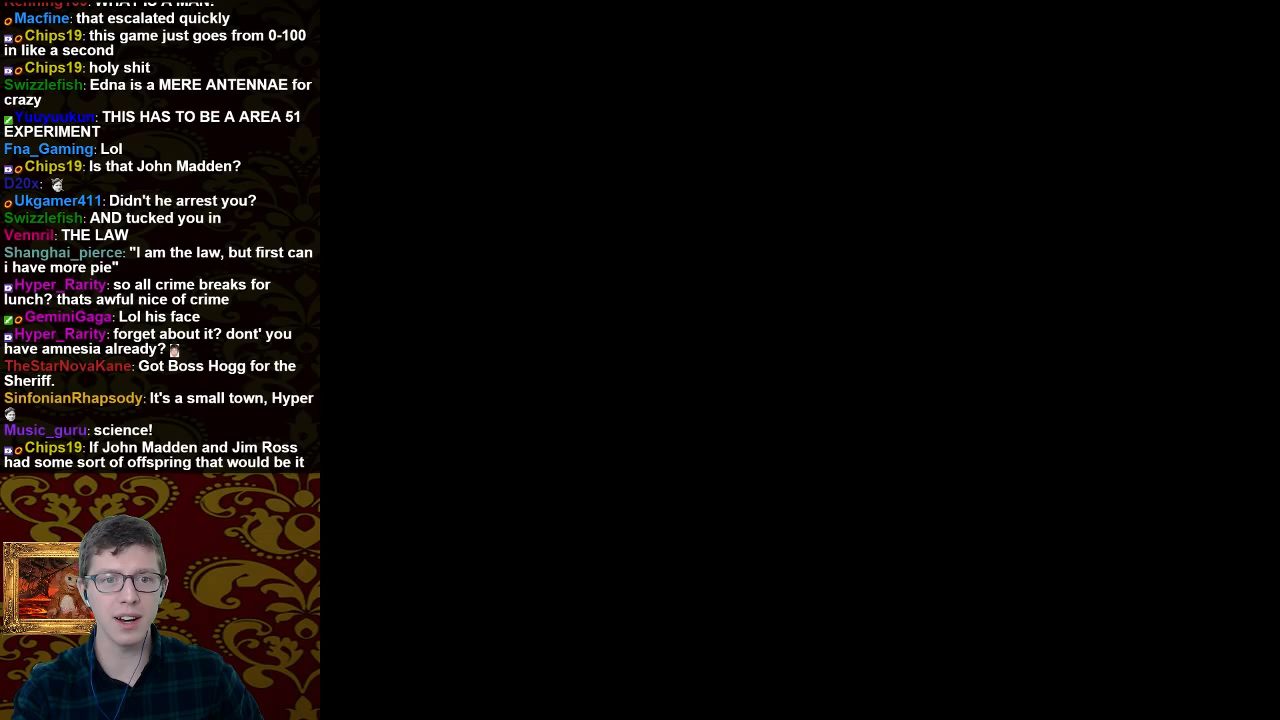 Macfine: that escalated quickly
Chips19: this game just goes from 0-100
in like a second
Chips19: holy shit
Swizzlefish: Edna is a MERE ANTENNAE for
crazy
Yuuyuukun: THIS HAS TO BE A AREA 51
EXPERIMENT
Fna_Gaming: Lol
Chips19: Is that John Madden?
D20x:
Ukgamer411: Didn't he arrest you?
Swizzlefish: AND tucked you in
Vennril: THE LAW
Shanghai_pierce: "I am the law, but first can
i have more pie"
Hyper_Rarity: so all crime breaks for
lunch? thats awful nice of crime
GeminiGaga: Lol his face
Hyper_Rarity: forget about it? dont' you
have amnesia already?
TheStarNovaKane: Got Boss Hogg for the
Sheriff.
SinfonianRhapsody: It's a small town, Hyper
Music_guru: science!
Chips19: If John Madden and Jim Ross
had some sort of offspring that would be it